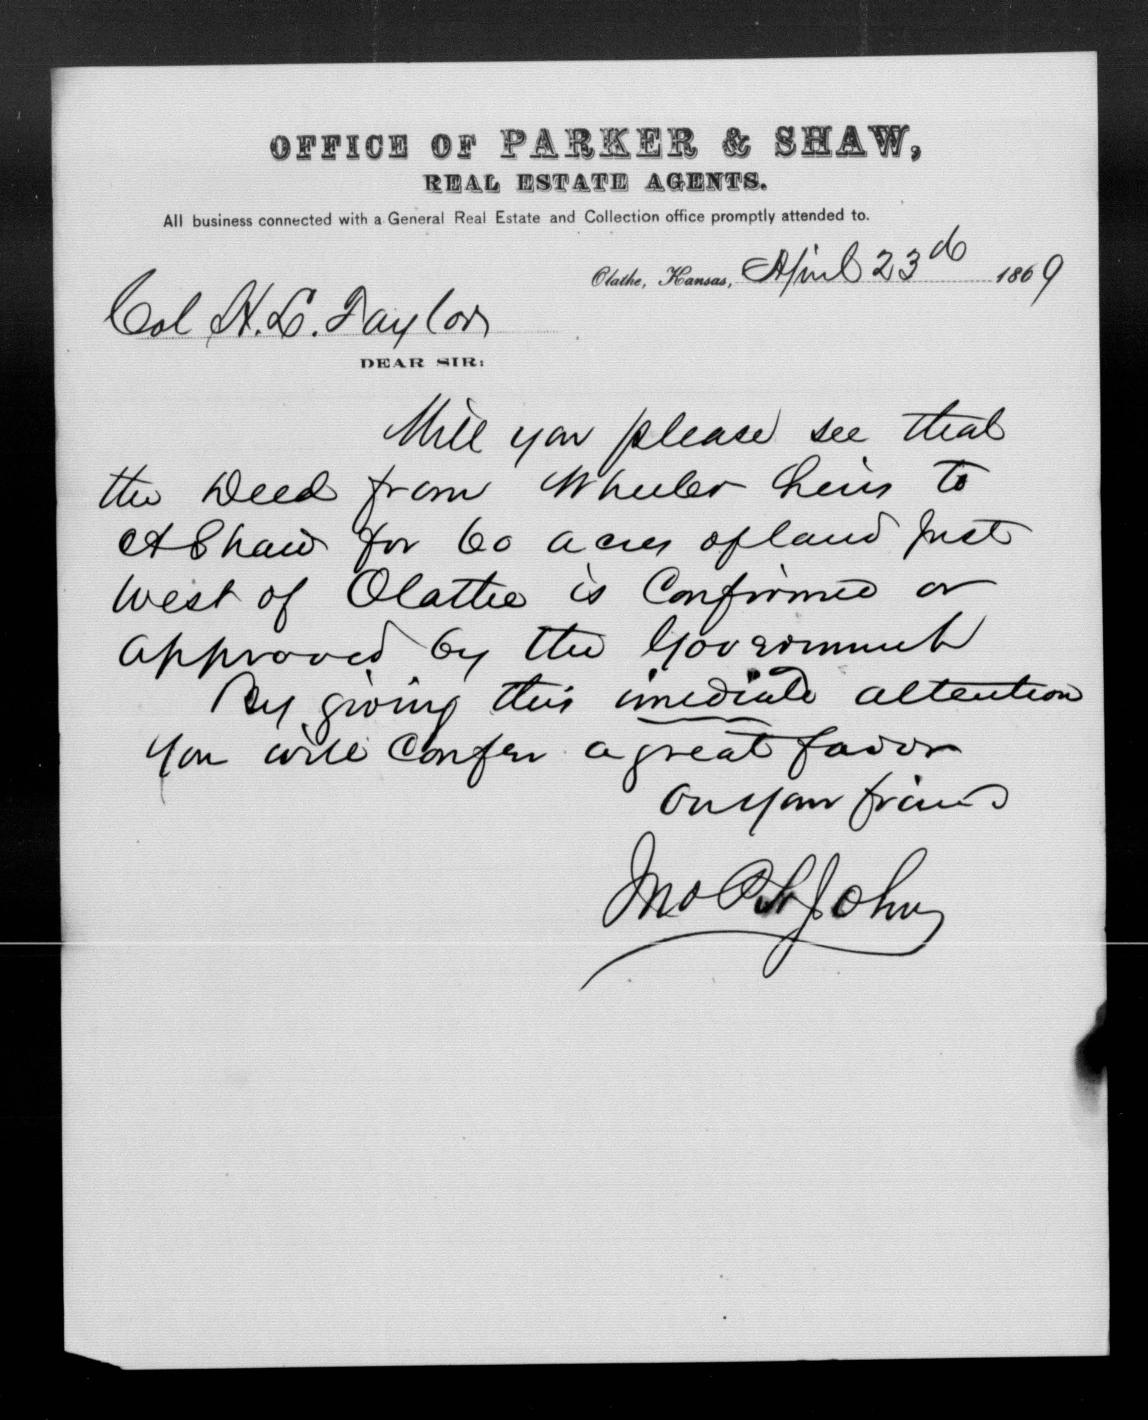 OFFICE OF PARKER & SHAW,
REAL ESTATE AGENTS.
All business connected with a General Real Estate and Collection office promptly attended to.
Olathe, Kansas, April 23d 1869
Col H. L. Taylor
DEAR SIR:
Will you please see that
the Deed from Wheeler heirs to
A Shaw for 60 acres of land Just
West of Olathe is Confirmed or
approved by the Government
By giving this imediate attention
You will Confer a great favor
on your friend
Jno P St John